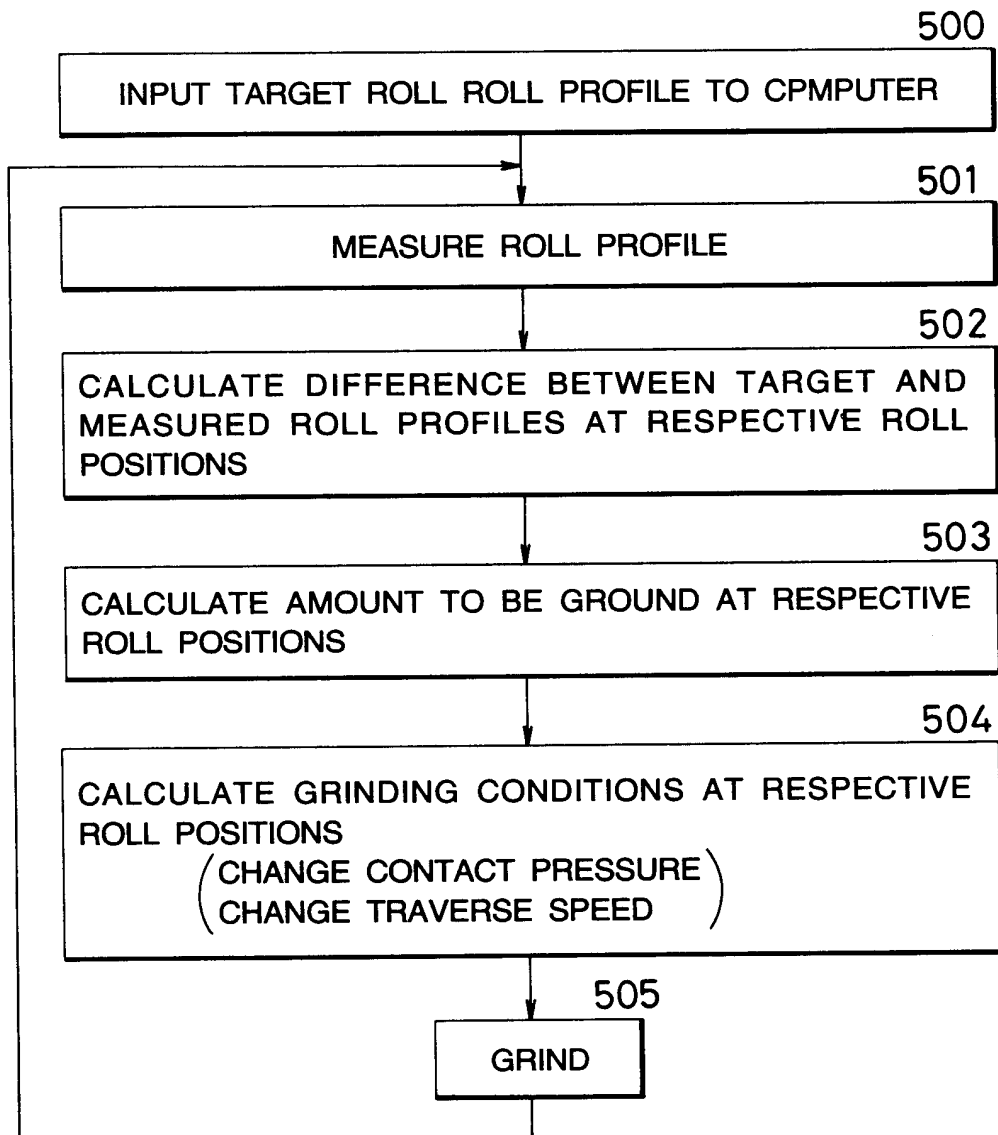 500
INPUT TARGET ROLL ROLL PROFILE TO CPMPUTER
501
MEASURE ROLL PROFILE
502
CALCULATE DIFFERENCE BETWEEN TARGET AND
MEASURED ROLL PROFILES AT RESPECTIVE ROLL
POSITIONS
503
CALCULATE AMOUNT TO BE GROUND AT RESPECTIVE
ROLL POSITIONS
504
CALCULATE GRINDING CONDITIONS AT RESPECTIVE
ROLL POSITIONS
(CHANGE CONTACT PRESSURE
CHANGE TRAVERSE SPEED)
505
GRIND